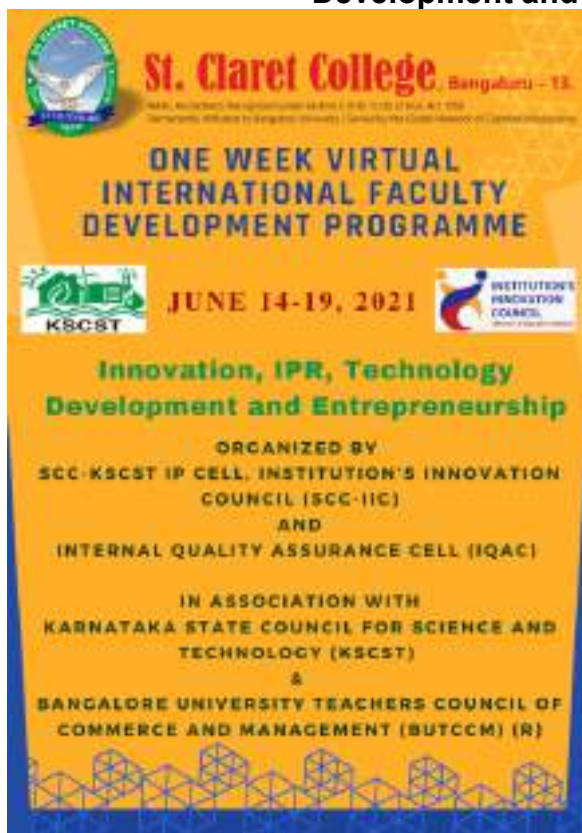 Development and
St. Claret College, Bengaluru - 13.
ONE WEEK VIRTUAL
INTERNATIONAL FACULTY
DEVELOPMENT PROGRAMME
KSCST
JUNE 14-19, 2021
INSTITUTION'S
INNOVATION
COUNCIL
Innovation, IPR, Technology
Development and Entrepreneurship
ORGANIZED BY
SCC-KSCST IP CELL, INSTITUTION'S INNOVATION
COUNCIL (SCC-IIC)
AND
INTERNAL QUALITY ASSURANCE CELL (IQAC)
IN ASSOCIATION WITH
KARNATAKA STATE COUNCIL FOR SCIENCE AND
TECHNOLOGY (KSCST)
&
BANGALORE UNIVERSITY TEACHERS COUNCIL OF
COMMERCE AND MANAGEMENT (BUTCCM) (R)